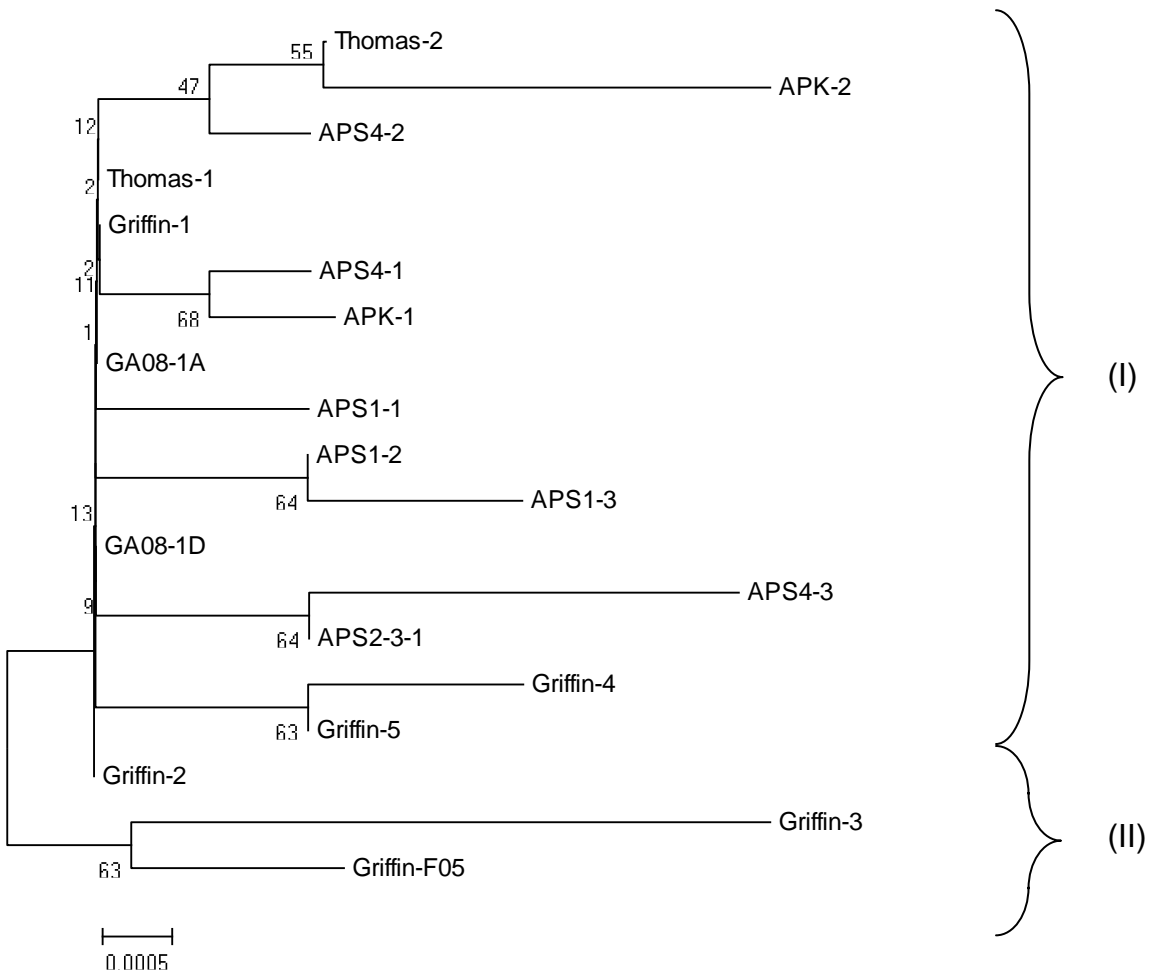 Thomas-2
55
APK-2
47
APS4-2
12
Thomas-1
2
Griffin-1
2
APS4-1
11
APK-1
68
1
GA08-1A
(I)
APS1-1
APS1-2
APS1-3
64
13
GA08-1D
APS4-3
9
APS2-3-1
64
Griffin-4
Griffin-5
63
Griffin-2
Griffin-3
(II)
Griffin-F05
63
0.0005